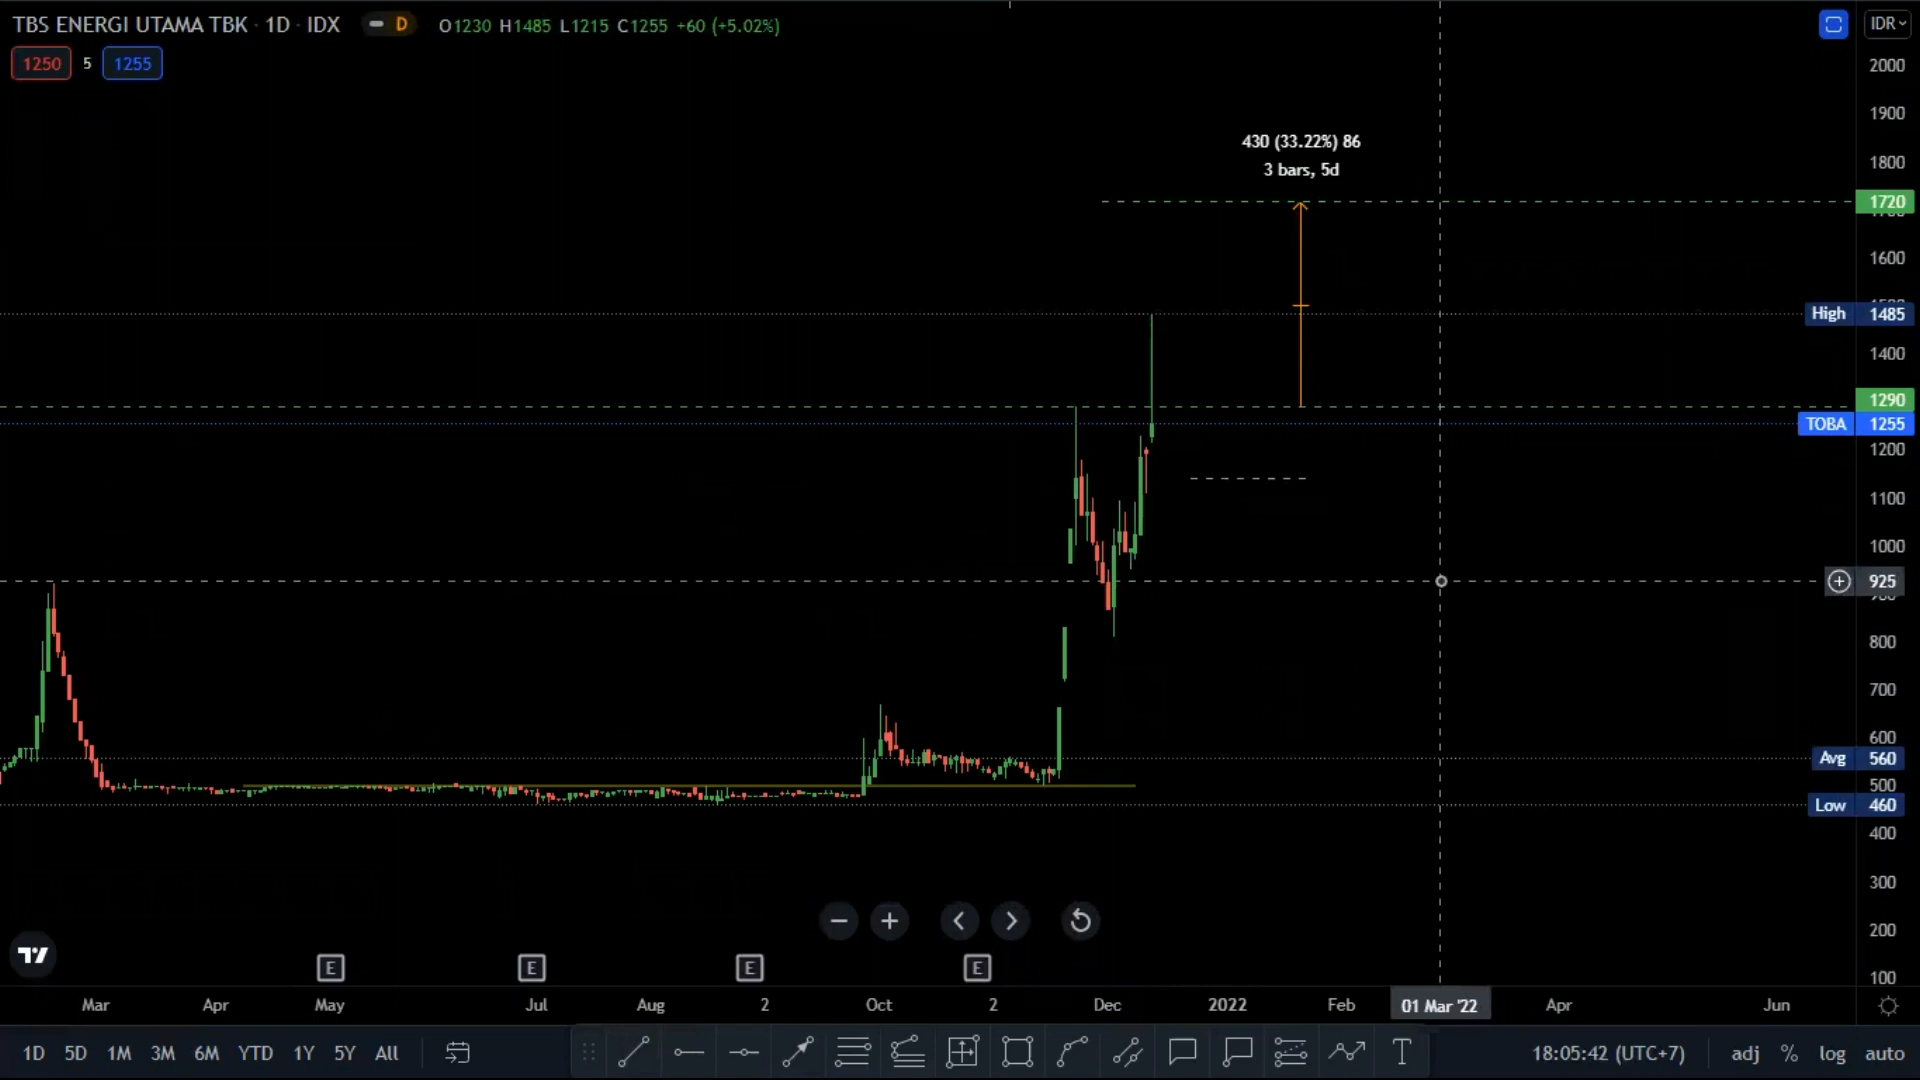 TBS ENERGI UTAMA TBK · 1D · IDX D O1230 H1485 L1215 C1255 +60 (+5.02%) IDR
1250 5 1255
2000
1900
430 (33.22%) 86
3 bars, 5d
1800
1720
1600
High 1485
1400
1290
TOBA 1255
1200
1100
1000
925
800
700
600
Avg 560
500
Low 460
400
300
200
100
E E E E
Mar Apr May Jul Aug 2 Oct 2 Dec 2022 Feb 01 Mar '22 Apr Jun
1D 5D 1M 3M 6M YTD 1Y 5Y All T 18:05:42 (UTC+7) adj % log auto